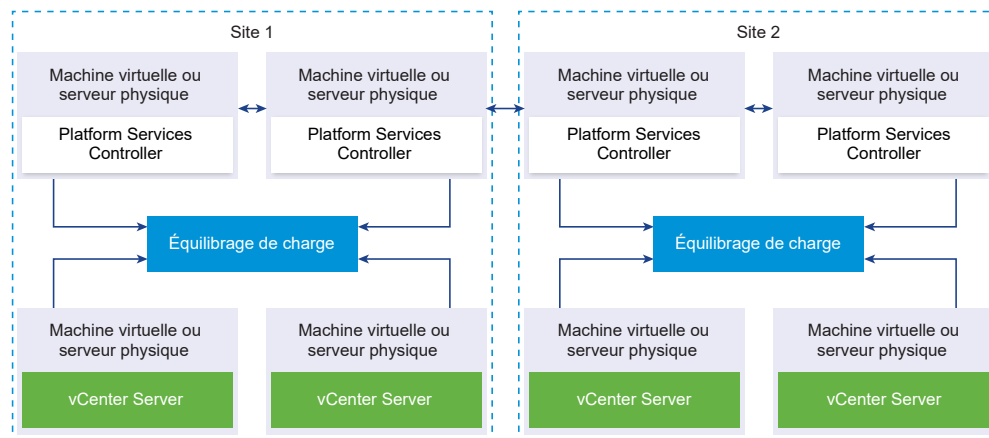 Site 1
Site 2
Machine virtuelle ou
serveur physique
Machine virtuelle ou
serveur physique
Machine virtuelle ou
serveur physique
Machine virtuelle ou
serveur physique
Platform Services
Controller
Platform Services
Controller
Platform Services
Controller
Platform Services
Controller
Équilibrage de charge
Équilibrage de charge
Machine virtuelle ou
serveur physique
Machine virtuelle ou
serveur physique
Machine virtuelle ou
serveur physique
Machine virtuelle ou
serveur physique
vCenter Server
vCenter Server
vCenter Server
vCenter Server